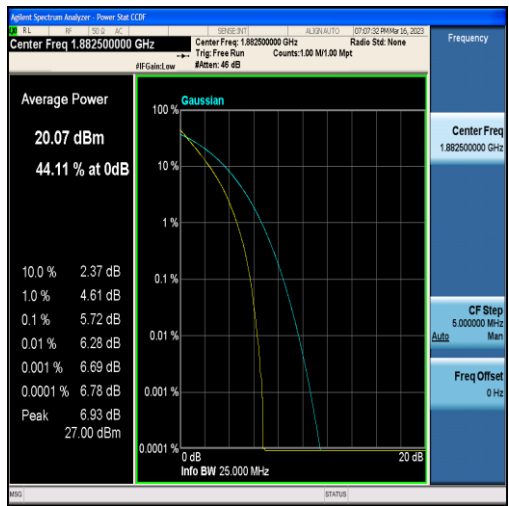 Agilent Spectrum Analyzer - Power Stat CCDF
RL RF 50 Ω AC SENSE:INT ALIGN AUTO 07:07:32 PM Mar 16, 2023
Center Freq 1.882500000 GHz
Center Freq: 1.882500000 GHz Radio Std: None
Trig: Free Run Counts:1.00 M/1.00 Mpt
#IFGain:Low #Atten: 46 dB
Frequency
Average Power
20.07 dBm
44.11 % at 0dB
10.0 % 2.37 dB
1.0 % 4.61 dB
0.1 % 5.72 dB
0.01 % 6.28 dB
0.001 % 6.69 dB
0.0001 % 6.78 dB
Peak 6.93 dB
27.00 dBm
Gaussian
100 %
10 %
1 %
0.1 %
0.01 %
0.001 %
0.0001 %
0 dB 20 dB
Info BW 25.000 MHz
Center Freq
1.882500000 GHz
CF Step
5.000000 MHz
Auto Man
Freq Offset
0 Hz
MSG STATUS